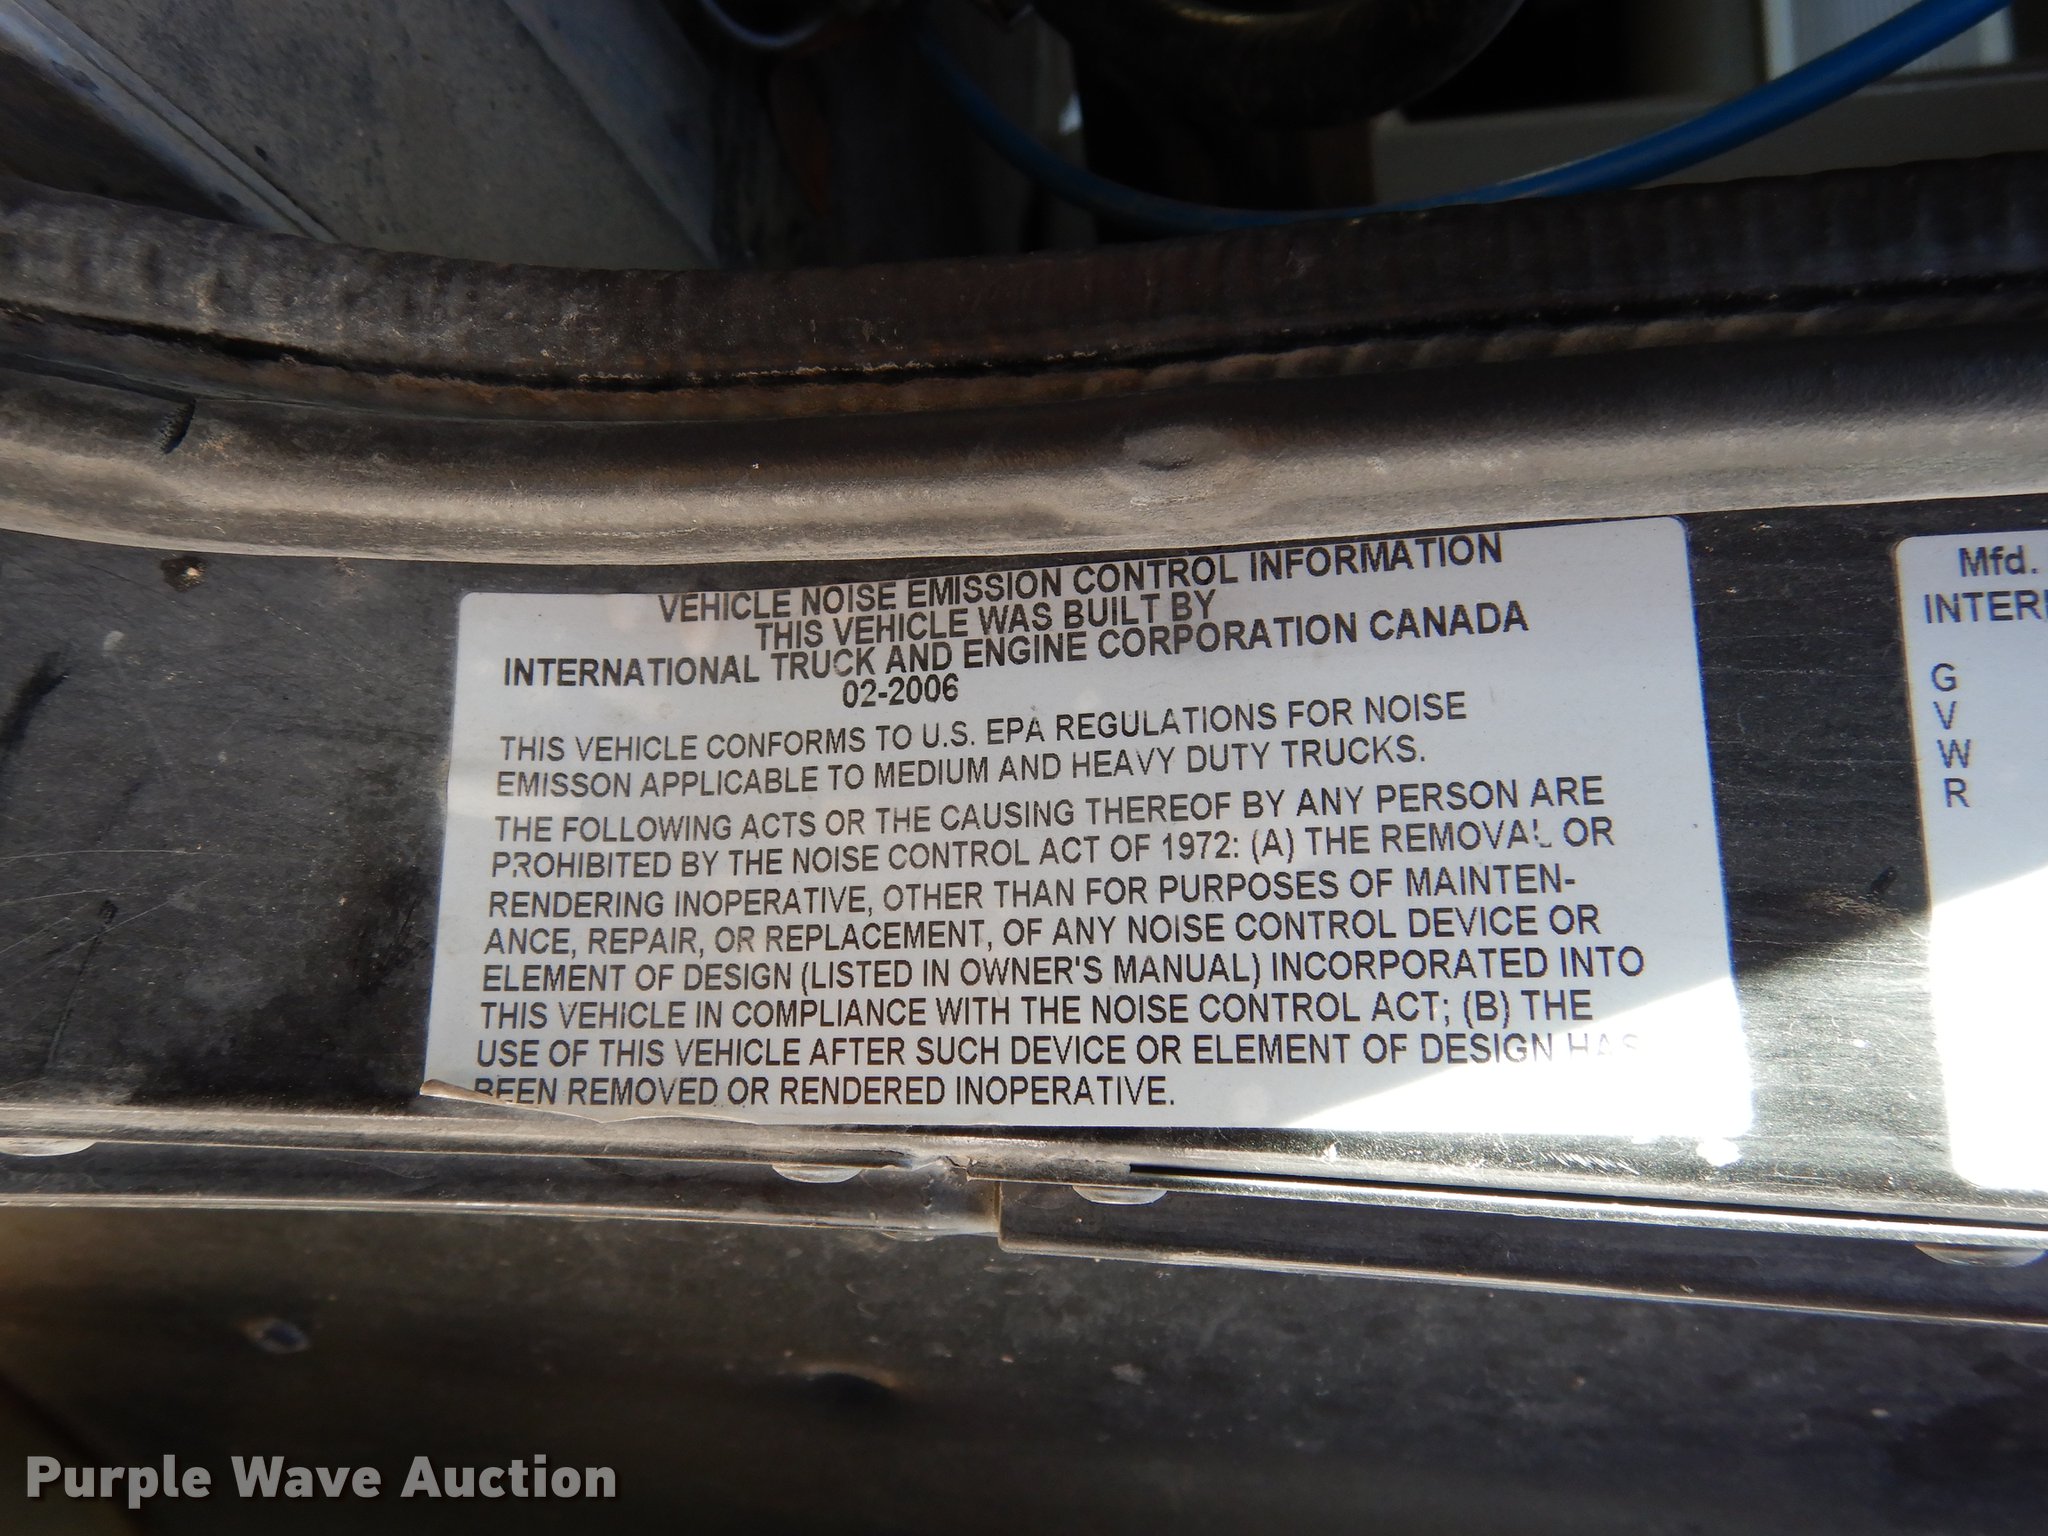 VEHICLE NOISE EMISSION CONTROL INFORMATION
THIS VEHICLE WAS BUILT BY
INTERNATIONAL TRUCK AND ENGINE CORPORATION CANADA
02-2006
THIS VEHICLE CONFORMS TO U.S. EPA REGULATIONS FOR NOISE
EMISSON APPLICABLE TO MEDIUM AND HEAVY DUTY TRUCKS.
THE FOLLOWING ACTS OR THE CAUSING THEREOF BY ANY PERSON ARE
PROHIBITED BY THE NOISE CONTROL ACT OF 1972: (A) THE REMOVAL OR
RENDERING INOPERATIVE, OTHER THAN FOR PURPOSES OF MAINTEN-
ANCE, REPAIR, OR REPLACEMENT, OF ANY NOISE CONTROL DEVICE OR
ELEMENT OF DESIGN (LISTED IN OWNER'S MANUAL) INCORPORATED INTO
THIS VEHICLE IN COMPLIANCE WITH THE NOISE CONTROL ACT; (B) THE
USE OF THIS VEHICLE AFTER SUCH DEVICE OR ELEMENT OF DESIGN HAS
BEEN REMOVED OR RENDERED INOPERATIVE.
Mfd.
G
V
W
R
Purple Wave Auction